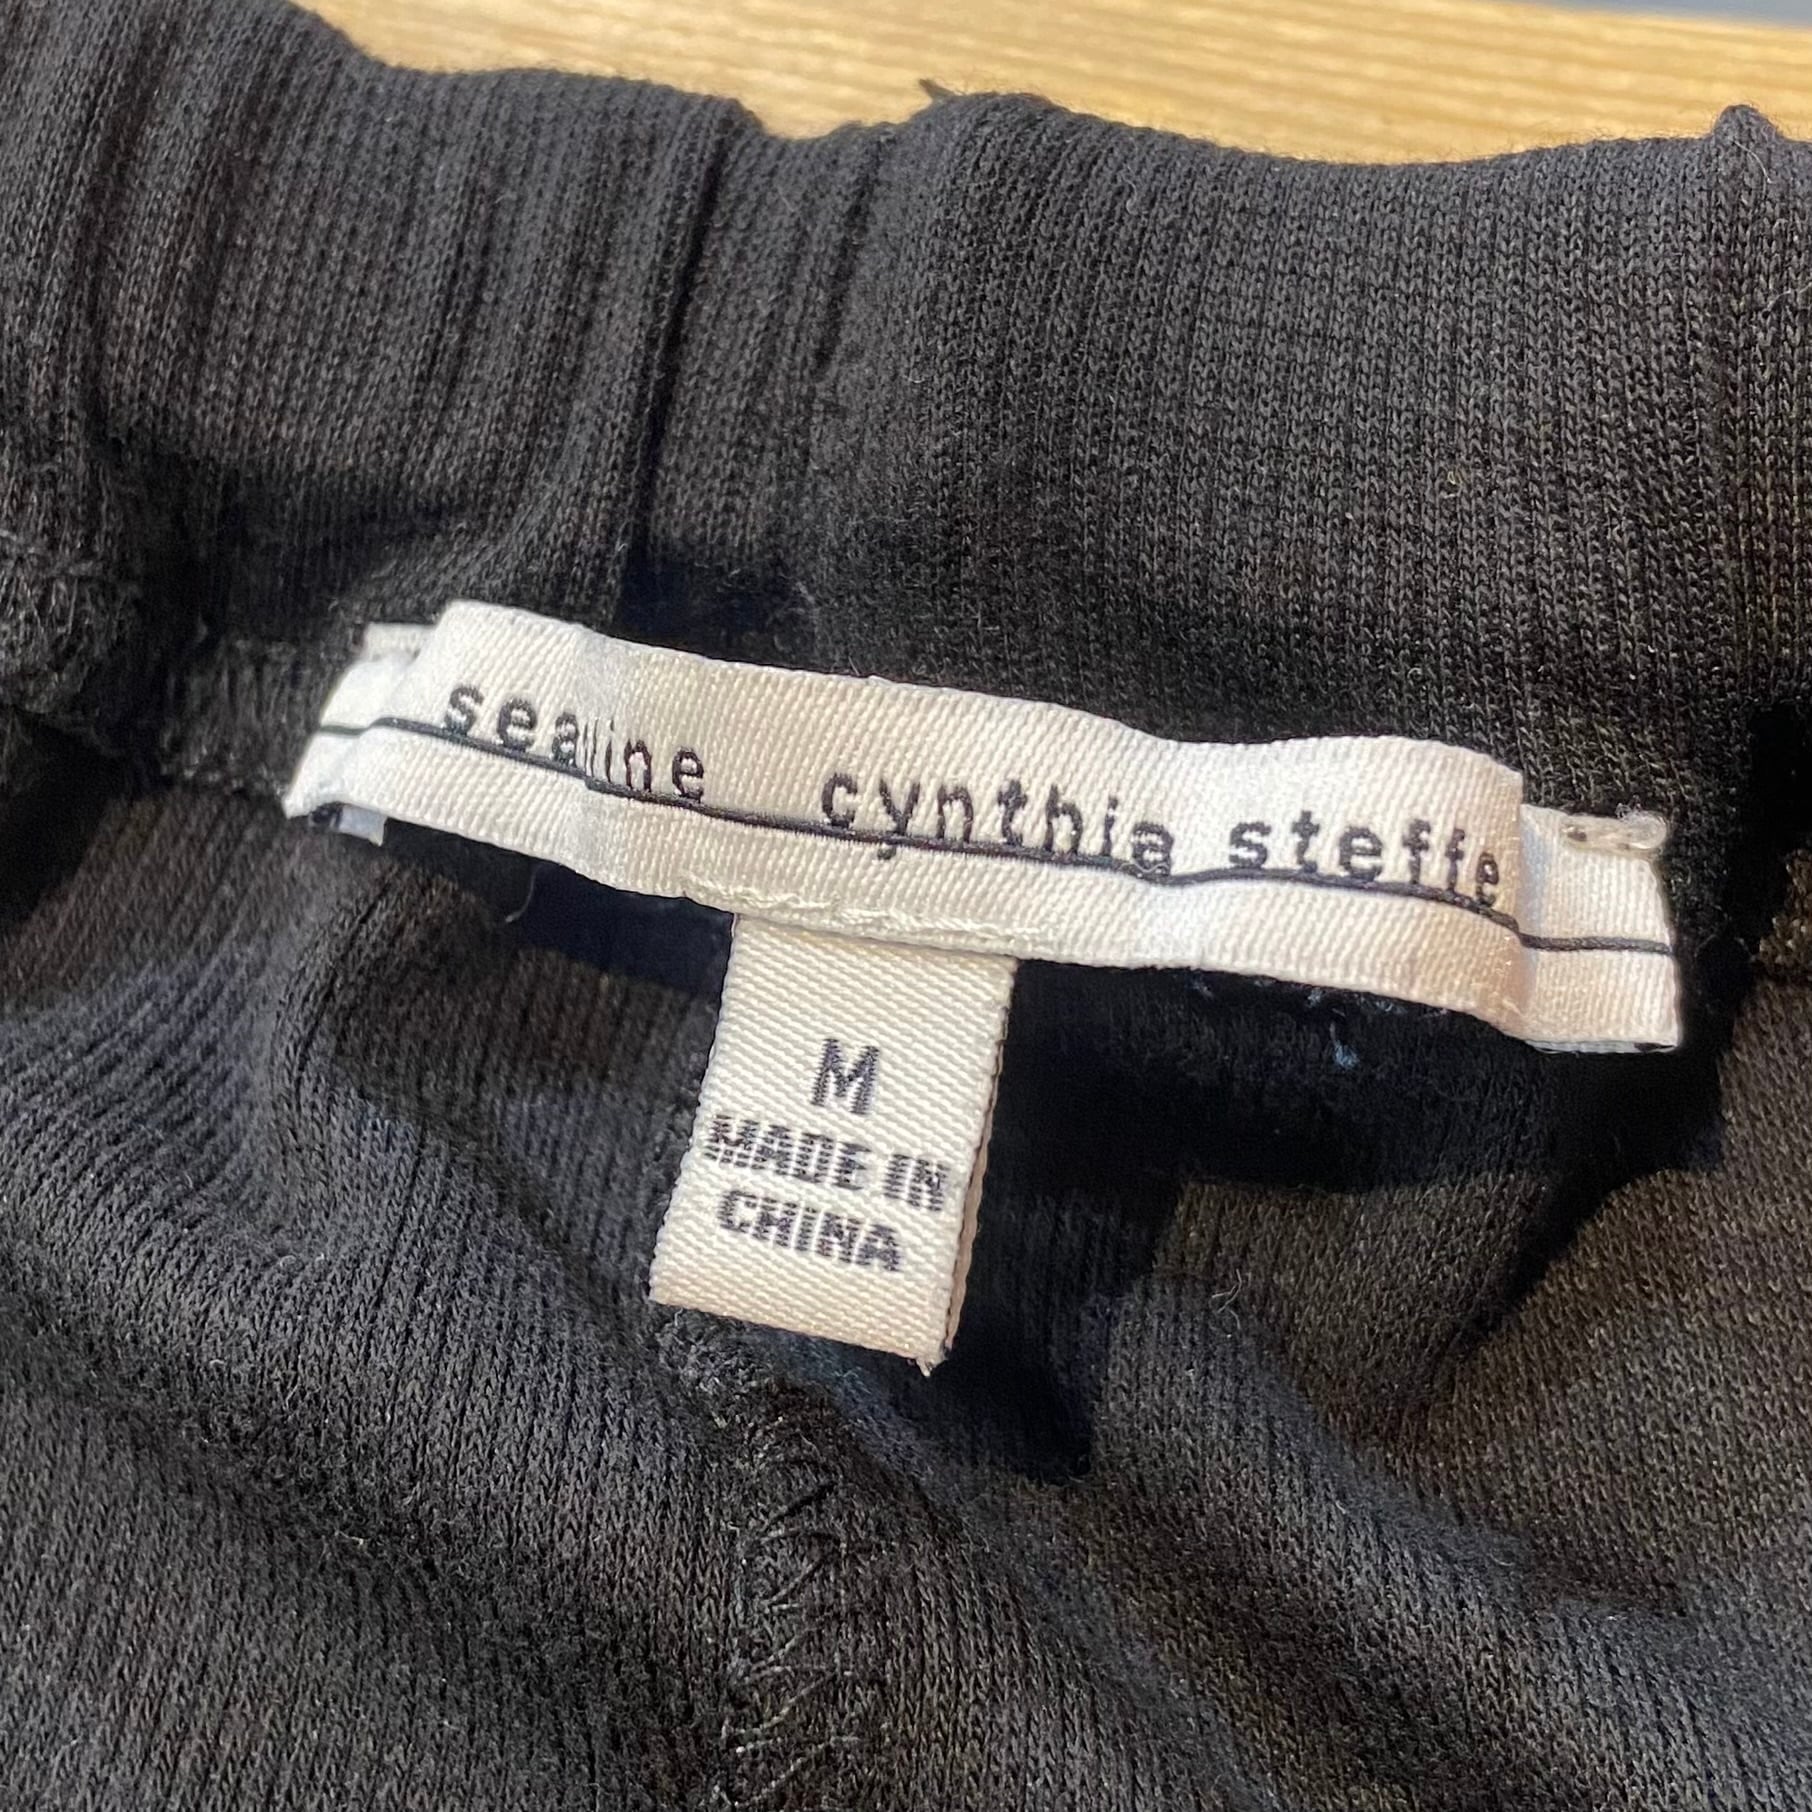 sealine cynthia steffe
M
MADE IN
CHINA